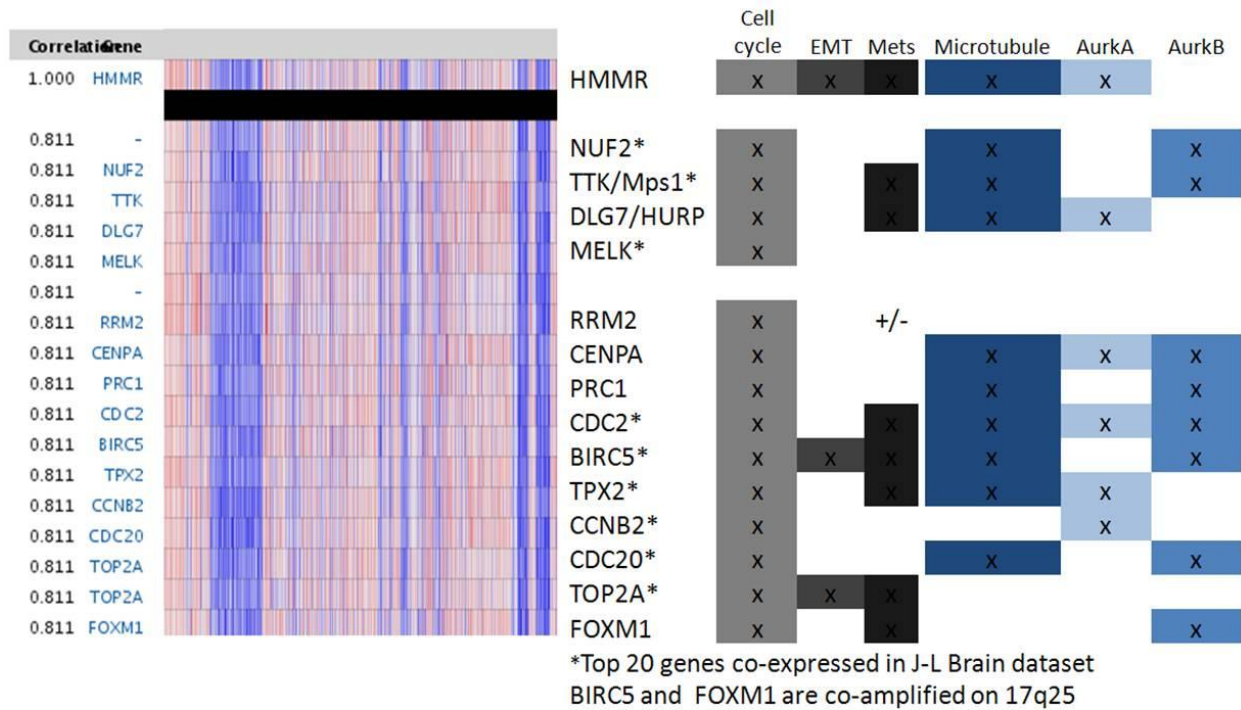 Correlation Gene Cell cycle EMT Mets Microtubule AurkA AurkB
1.000 HMMR HMMR x x x x x
0.811 -
0.811 NUF2 NUF2* x x x
0.811 TTK TTK/Mps1* x x x x
0.811 DLG7 DLG7/HURP x x x x
0.811 MELK MELK* x
0.811 -
0.811 RRM2 RRM2 x +/-
0.811 CENPA CENPA x x x x
0.811 PRC1 PRC1 x x x
0.811 CDC2 CDC2* x x x x x
0.811 BIRC5 BIRC5* x x x x x
0.811 TPX2 TPX2* x x x x
0.811 CCNB2 CCNB2* x x
0.811 CDC20 CDC20* x x x
0.811 TOP2A TOP2A* x x x
0.811 TOP2A
0.811 FOXM1 FOXM1 x x x
*Top 20 genes co-expressed in J-L Brain dataset
BIRC5 and FOXM1 are co-amplified on 17q25